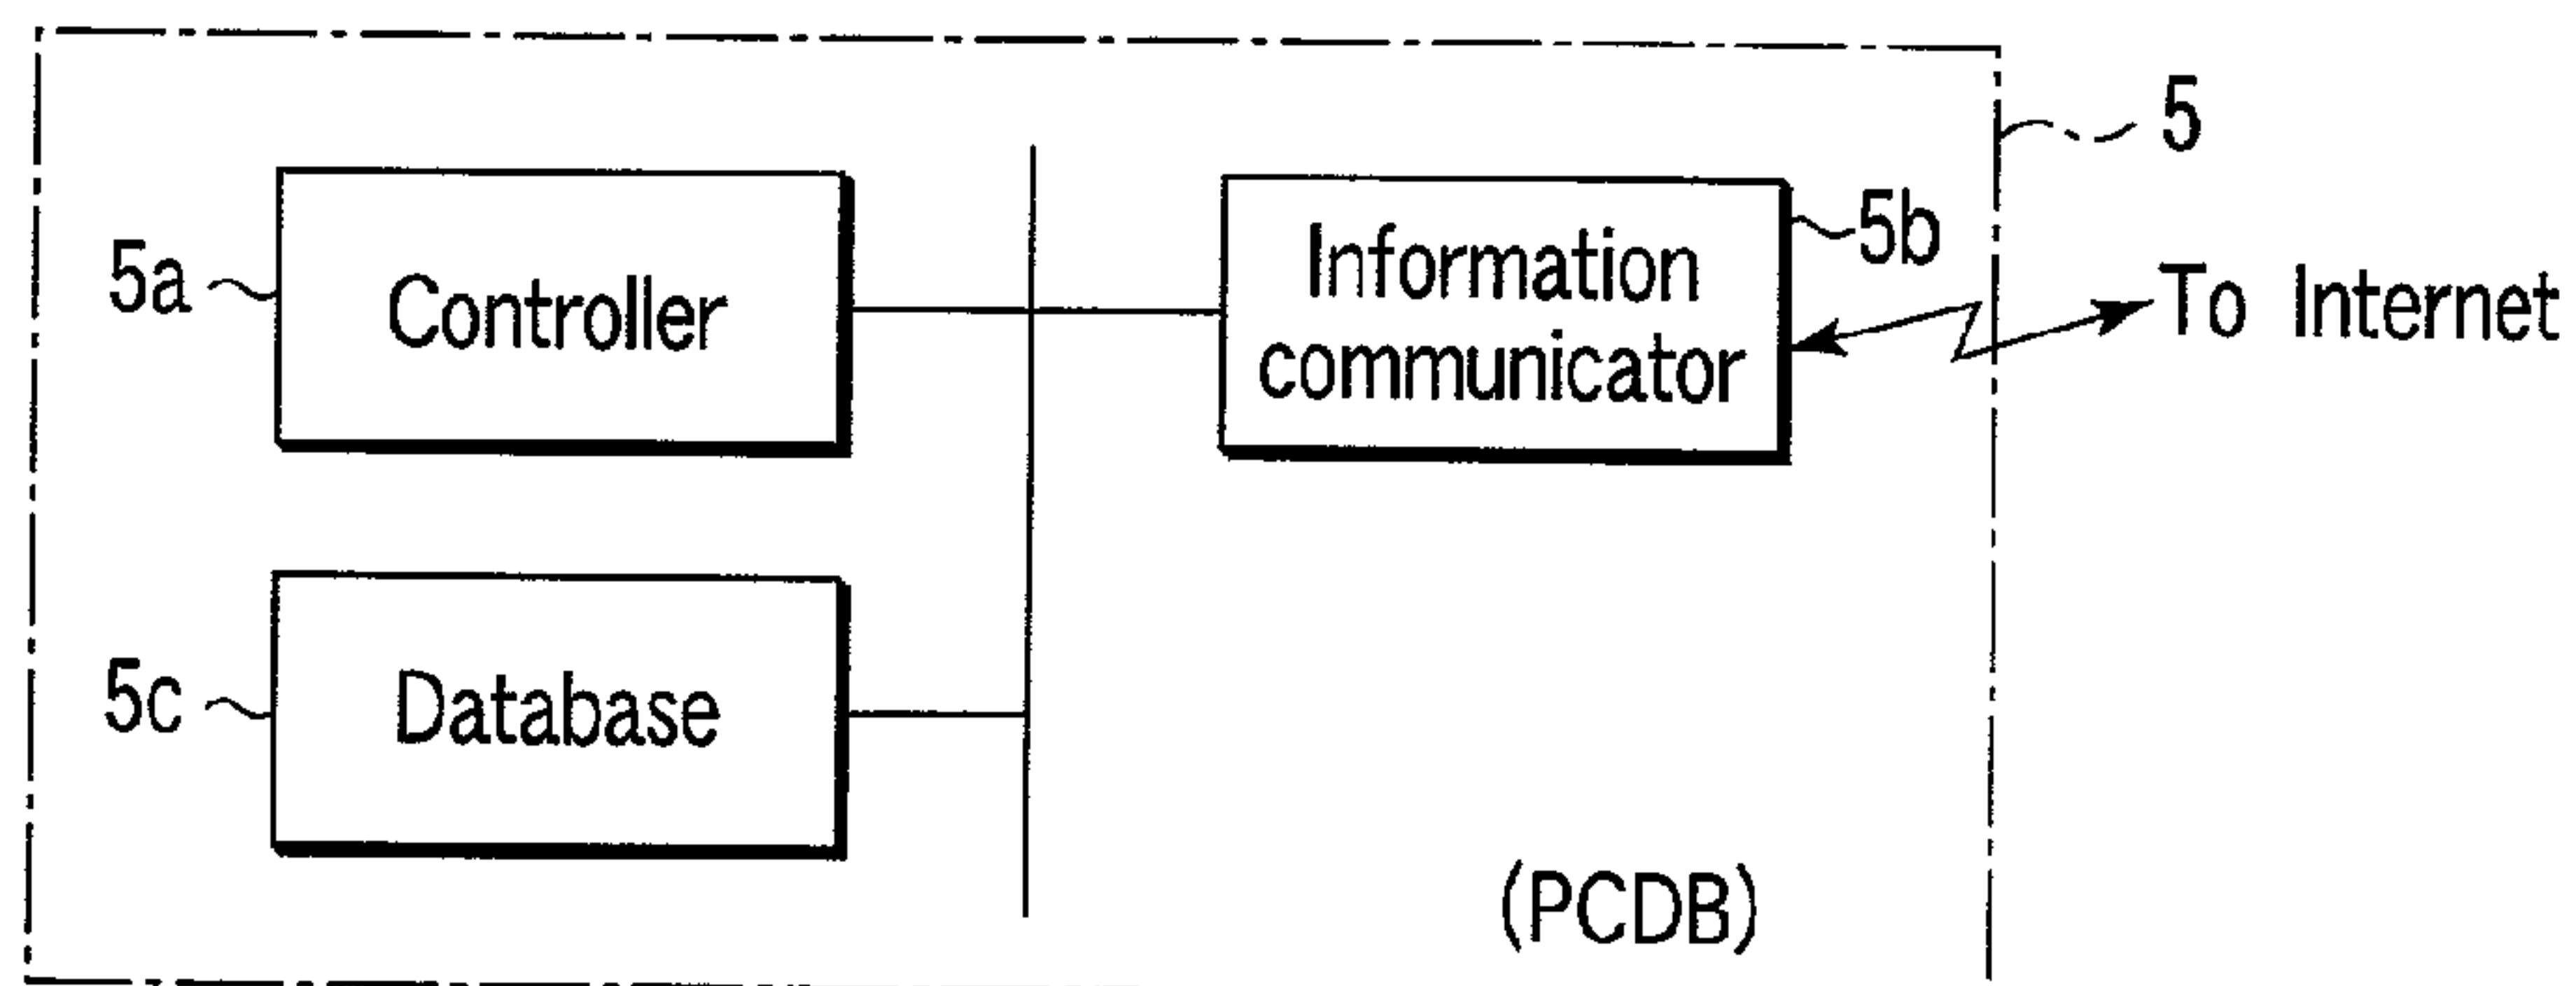 5
5a
Controller
Information
communicator
5b
To Internet
5c
Database
(PCDB)